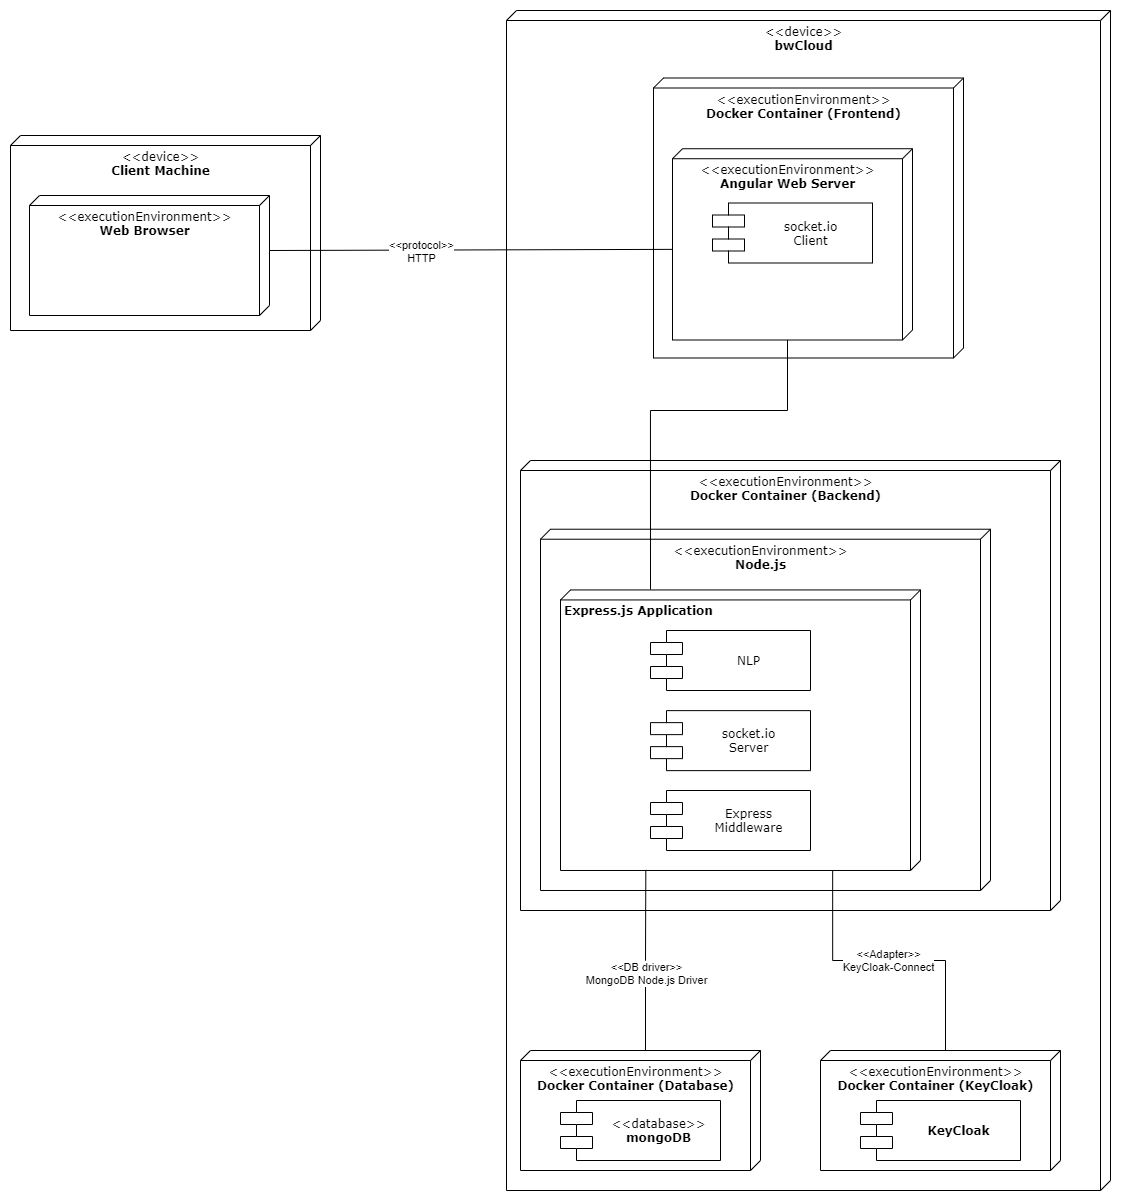 <<device>>
bwCloud
<<executionEnvironment>>
Docker Container (Frontend)
<<device>>
Client Machine
<<executionEnvironment>>
Web Browser
<<protocol>>
HTTP
<<executionEnvironment>>
Angular Web Server
socket.io
Client
<<executionEnvironment>>
Docker Container (Backend)
<<executionEnvironment>>
Node.js
Express.js Application
NLP
socket.io
Server
Express
Middleware
<<DB driver>>
MongoDB Node.js Driver
<<Adapter>>
KeyCloak-Connect
<<executionEnvironment>>
Docker Container (Database)
<<database>>
mongoDB
<<executionEnvironment>>
Docker Container (KeyCloak)
KeyCloak